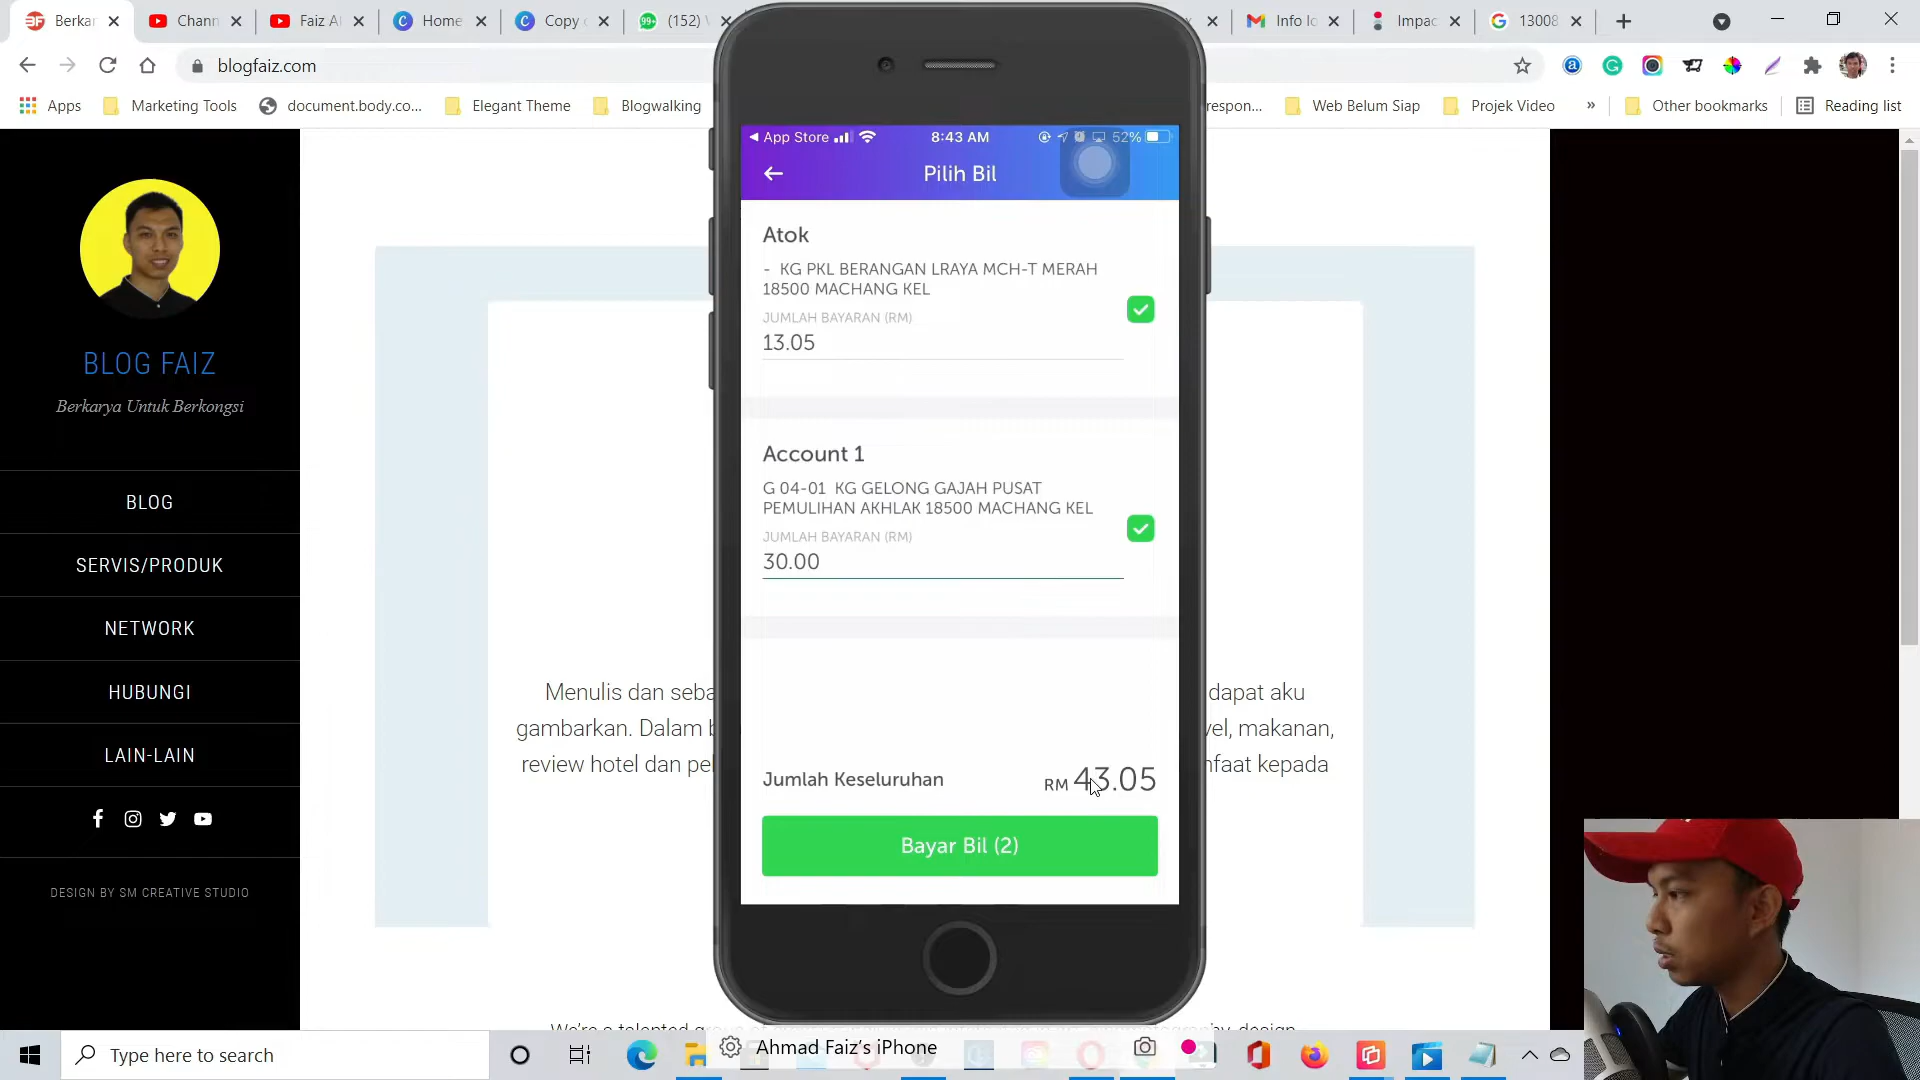 Berkar
Chann
Faiz A
Home
Copy
(152)
Info lo
Impac
13008
blogfaiz.com
Apps
Marketing Tools
document.body.co...
Elegant Theme
Blogwalking
respon...
Web Belum Siap
Projek Video
»
Other bookmarks
Reading list
BLOG FAIZ
Berkarya Untuk Berkongsi
BLOG
SERVIS/PRODUK
NETWORK
HUBUNGI
LAIN-LAIN
DESIGN BY SM CREATIVE STUDIO
App Store
8:43 AM
52%
Pilih Bil
Atok
- KG PKL BERANGAN LRAYA MCH-T MERAH
18500 MACHANG KEL
JUMLAH BAYARAN (RM)
13.05
Account 1
G 04-01 KG GELONG GAJAH PUSAT
PEMULIHAN AKHLAK 18500 MACHANG KEL
JUMLAH BAYARAN (RM)
30.00
Jumlah Keseluruhan
RM 43.05
Bayar Bil (2)
Menulis dan seba dapat aku
gambarkan. Dalam vel, makanan,
review hotel dan pel nfaat kepada
Type here to search
Ahmad Faiz's iPhone